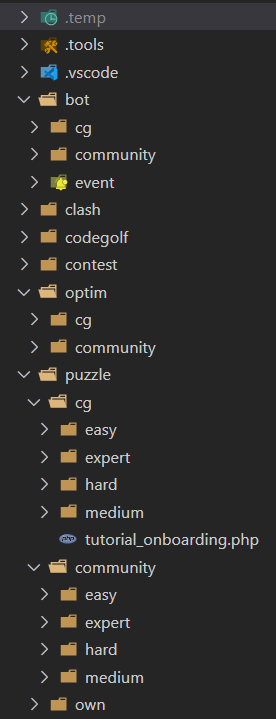 .temp
.tools
.vscode
bot
cg
community
event
clash
codegolf
contest
optim
cg
community
puzzle
cg
easy
expert
hard
medium
tutorial_onboarding.php
community
easy
expert
hard
medium
own